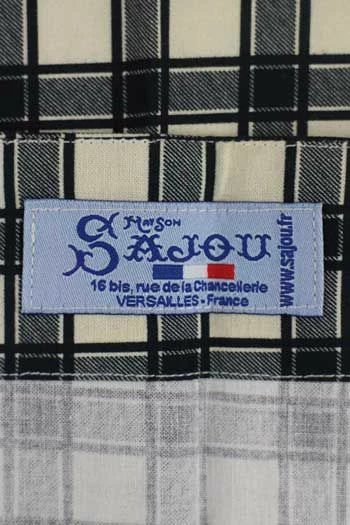 MAISON
SAJOU
16 bis, rue de la Chancellerie
VERSAILLES - France
www.sajou.fr